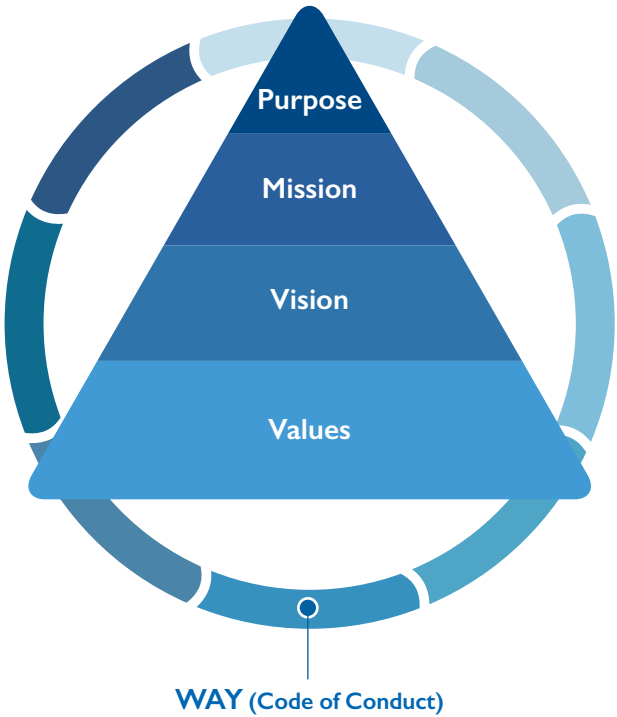 Purpose
Mission
Vision
Values
WAY (Code of Conduct)